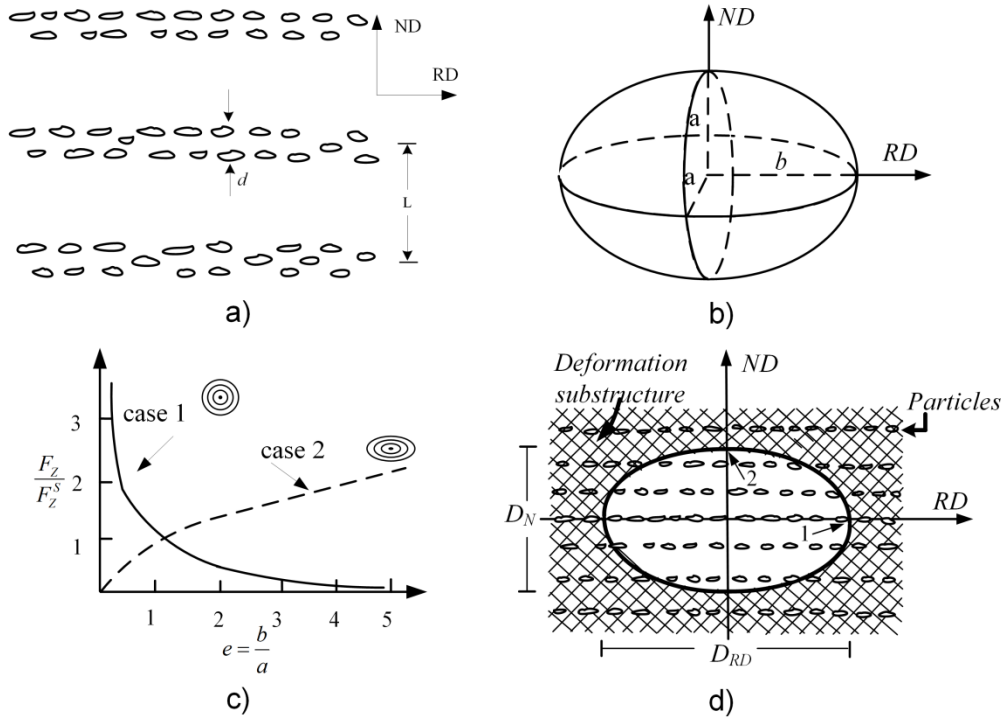 ND
RD
d
L
a)
ND
a
a
b
RD
b)
3
2
1
F_Z
F_Z^S
case 1
case 2
1 2 3 4 5
e = b/a
c)
Deformation
substructure
ND
Particles
2
D_N
RD
1
D_RD
d)